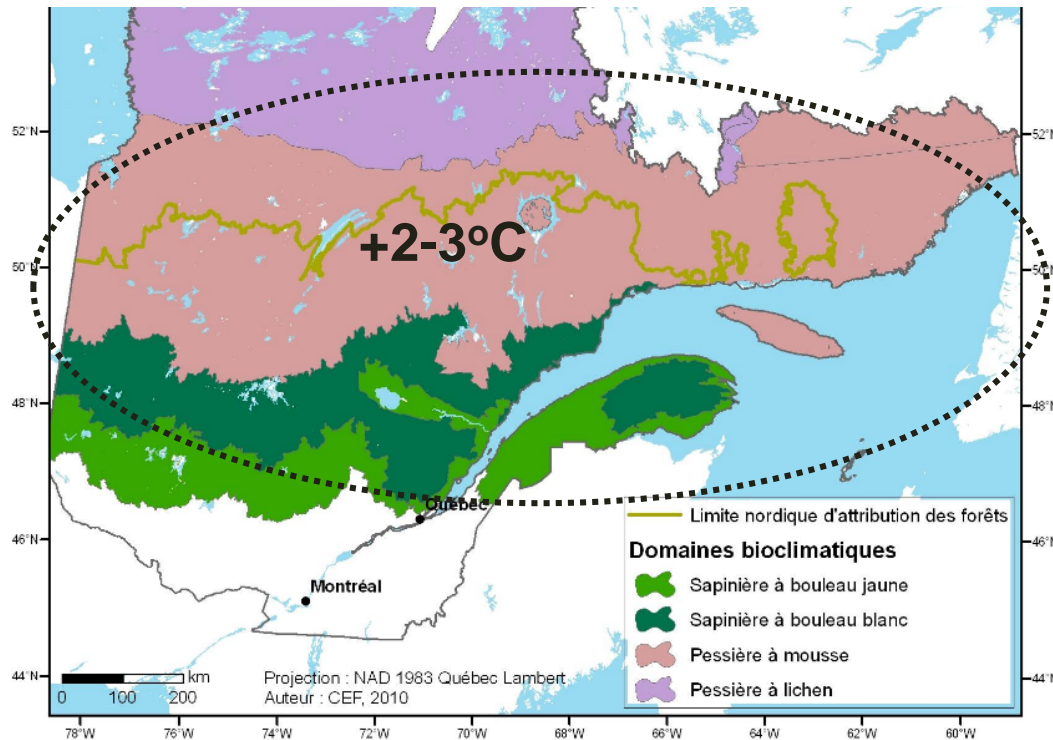 52°N
52°N
+2-3°C
50°N
50°N
48°N
48°N
Québec
46°N
46°N
Montréal
44°N
44°N
Limite nordique d'attribution des forêts
Domaines bioclimatiques
Sapinière à bouleau jaune
Sapinière à bouleau blanc
Pessière à mousse
Pessière à lichen
km
0 100 200
Projection : NAD 1983 Québec Lambert
Auteur : CEF, 2010
78°W 76°W 74°W 72°W 70°W 68°W 66°W 64°W 62°W 60°W